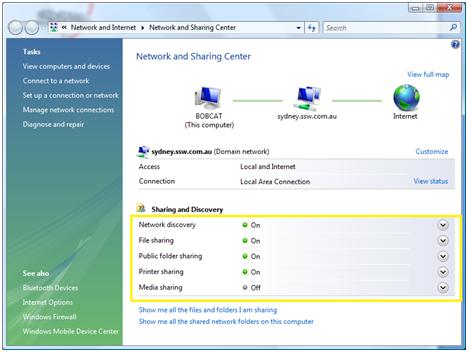 Network and Internet ▸ Network and Sharing Center
Search
Tasks
View computers and devices
Connect to a network
Set up a connection or network
Manage network connections
Diagnose and repair
See also
Bluetooth Devices
Internet Options
Windows Firewall
Windows Mobile Device Center
Network and Sharing Center
View full map
BOBCAT
(This computer)
sydney.ssw.com.au
Internet
sydney.ssw.com.au (Domain network)
Customize
Access Local and Internet
Connection Local Area Connection View status
Sharing and Discovery
Network discovery On
File sharing On
Public folder sharing On
Printer sharing On
Media sharing Off
Show me all the files and folders I am sharing
Show me all the shared network folders on this computer